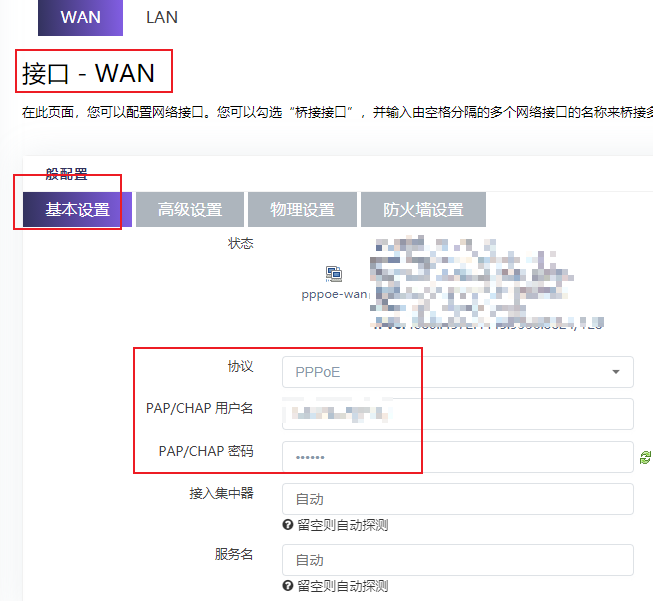 WAN LAN
接口 - WAN
在此页面，您可以配置网络接口。您可以勾选“桥接接口”，并输入由空格分隔的多个网络接口的名称来桥接多
般配置
基本设置 高级设置 物理设置 防火墙设置
状态
pppoe-wan
协议 PPPoE
PAP/CHAP 用户名
PAP/CHAP 密码 ••••••
接入集中器 自动
留空则自动探测
服务名 自动
留空则自动探测